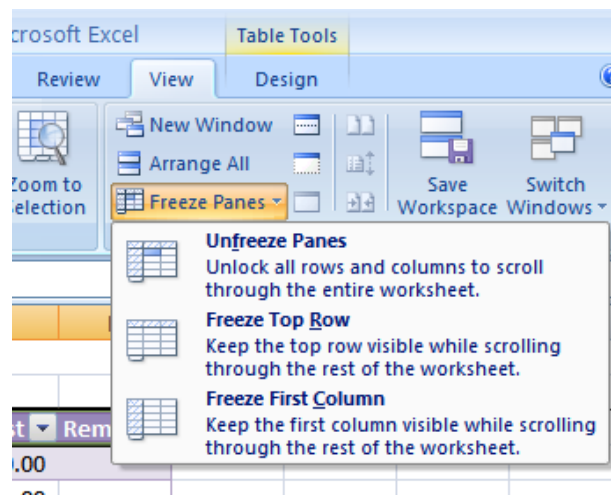 crosoft Excel
Table Tools
Review View Design
New Window
Arrange All
Freeze Panes
Zoom to
election
Save
Workspace
Switch
Windows
Unfreeze Panes
Unlock all rows and columns to scroll
through the entire worksheet.
Freeze Top Row
Keep the top row visible while scrolling
through the rest of the worksheet.
Freeze First Column
Keep the first column visible while scrolling
through the rest of the worksheet.
st Rem
.00